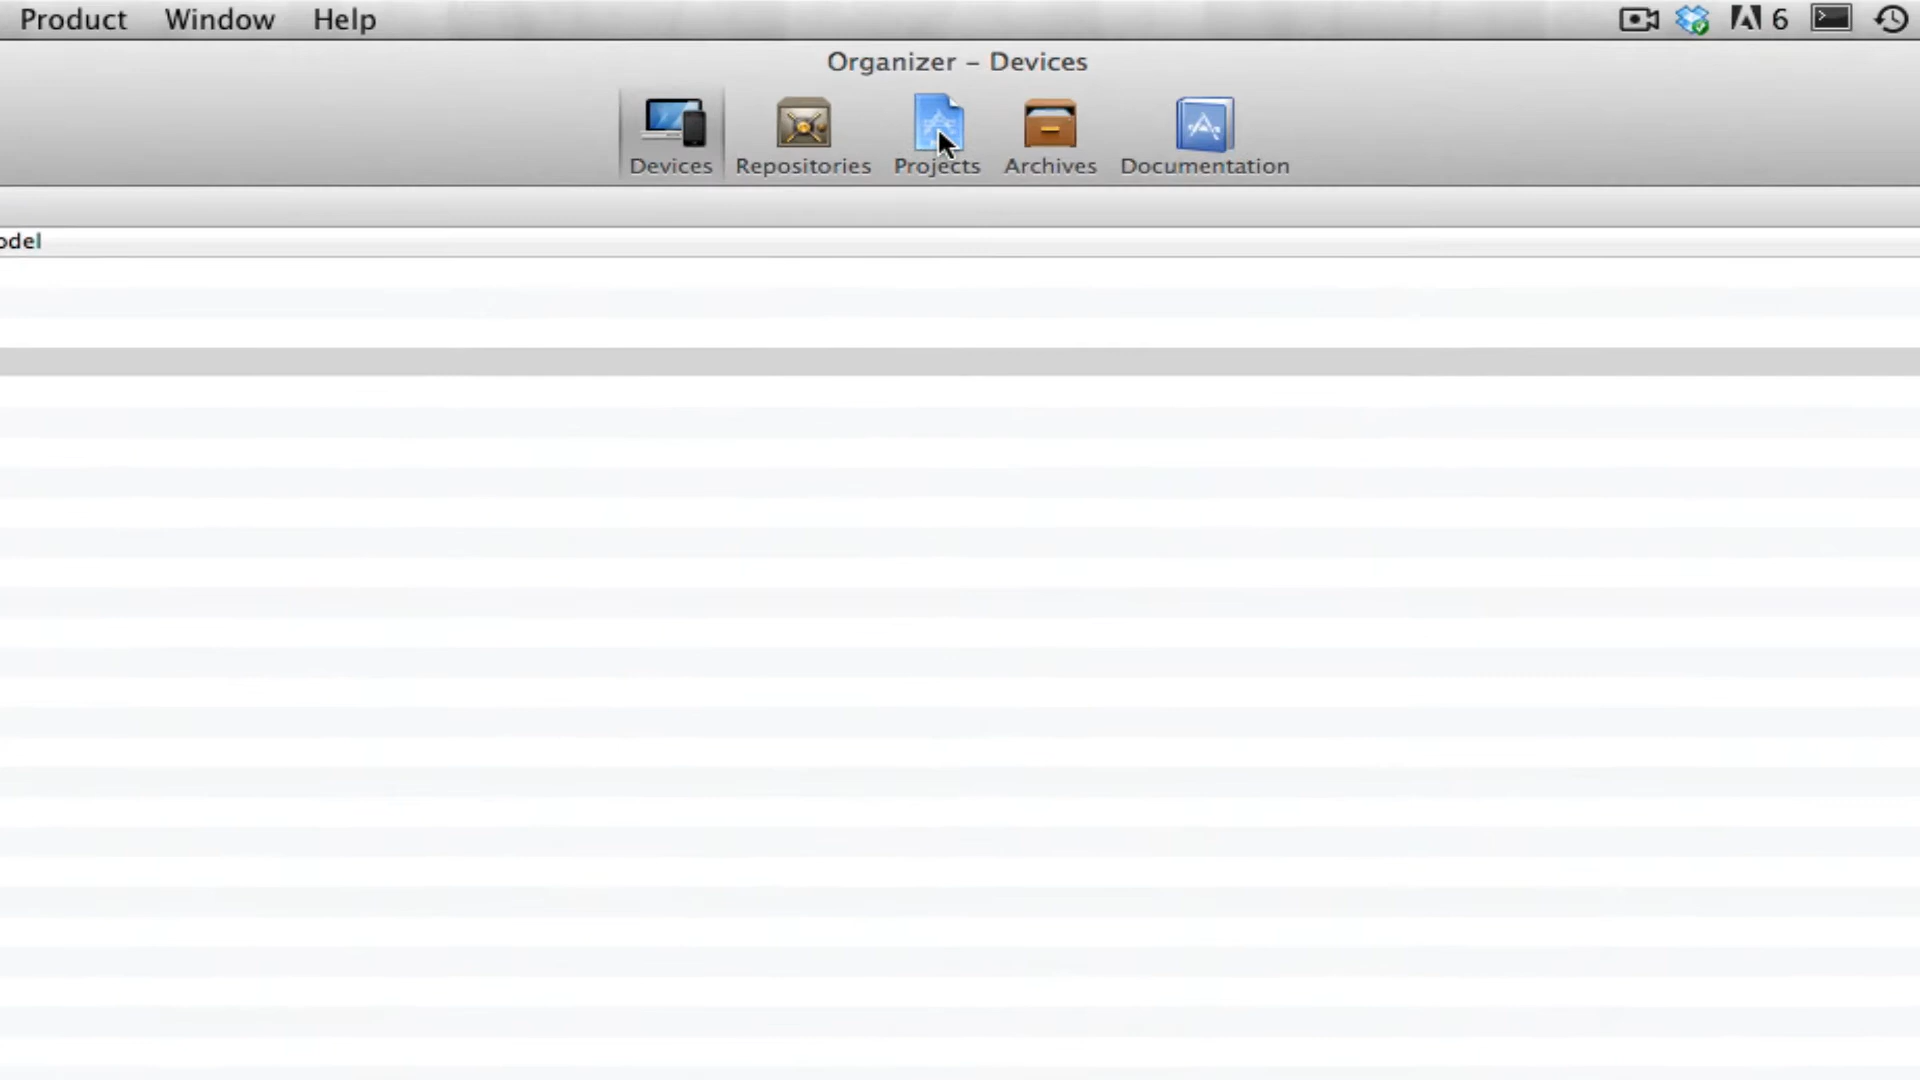 Product Window Help 6
Organizer – Devices
Devices Repositories Projects Archives Documentation
odel